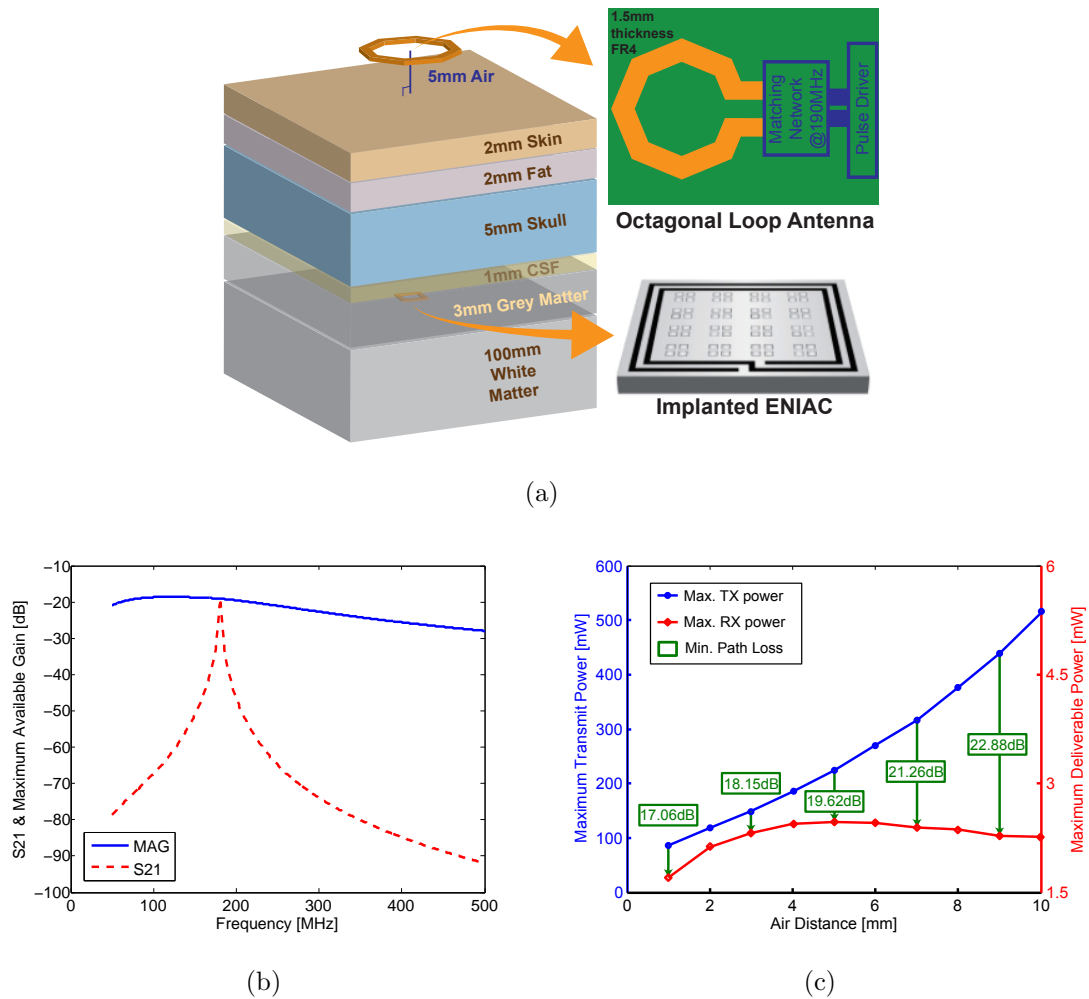 1.5mm
thickness
FR4
5mm Air
Matching
Network
@190MHz
Pulse Driver
2mm Skin
2mm Fat
5mm Skull
Octagonal Loop Antenna
1mm CSF
3mm Grey Matter
100mm
White
Matter
Implanted ENIAC
(a)
S21 & Maximum Available Gain [dB]
−10
−20
−30
−40
−50
−60
−70
−80
−90
−100
MAG
S21
0
100
200
300
400
500
Frequency [MHz]
(b)
Maximum Transmit Power [mW]
600
500
400
300
200
100
0
Max. TX power
Max. RX power
Min. Path Loss
17.06dB
18.15dB
19.62dB
21.26dB
22.88dB
6
4.5
3
1.5
Maximum Deliverable Power [mW]
0
2
4
6
8
10
Air Distance [mm]
(c)